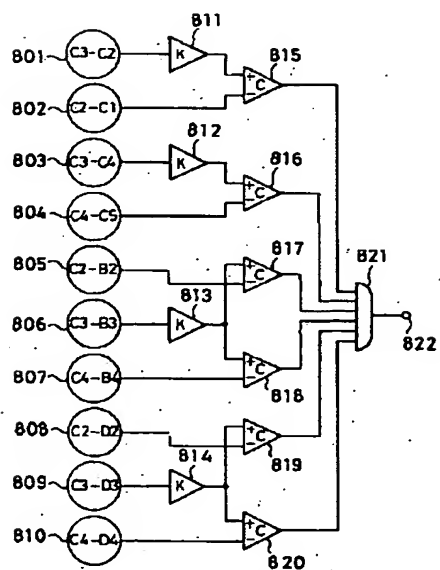 811
801
C3-C2
K
815
+
-
C
802
C2-C1
812
803
C3-C4
K
816
+
-
C
804
C4-C5
817
821
805
C2-B2
+
-
C
813
806
C3-B3
K
822
+
-
C
807
C4-B4
818
808
C2-D2
814
+
-
C
819
809
C3-D3
K
810
C4-D4
+
-
C
820